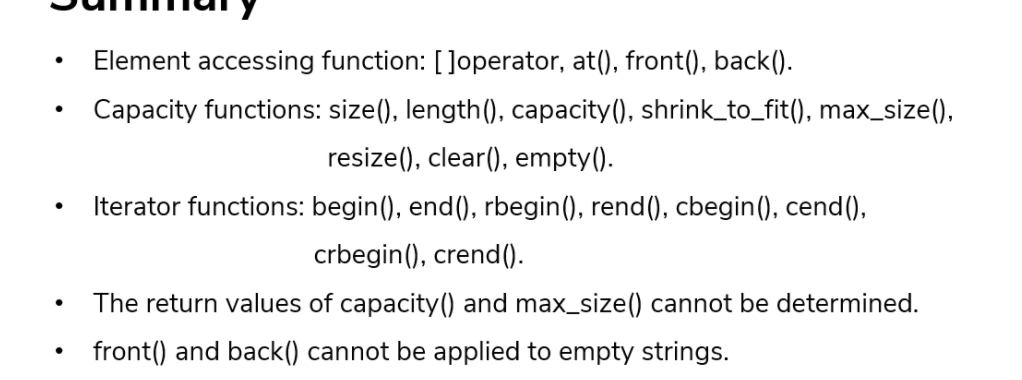 Summary
• Element accessing function: [ ]operator, at(), front(), back().
• Capacity functions: size(), length(), capacity(), shrink_to_fit(), max_size(),
resize(), clear(), empty().
• Iterator functions: begin(), end(), rbegin(), rend(), cbegin(), cend(),
crbegin(), crend().
• The return values of capacity() and max_size() cannot be determined.
• front() and back() cannot be applied to empty strings.